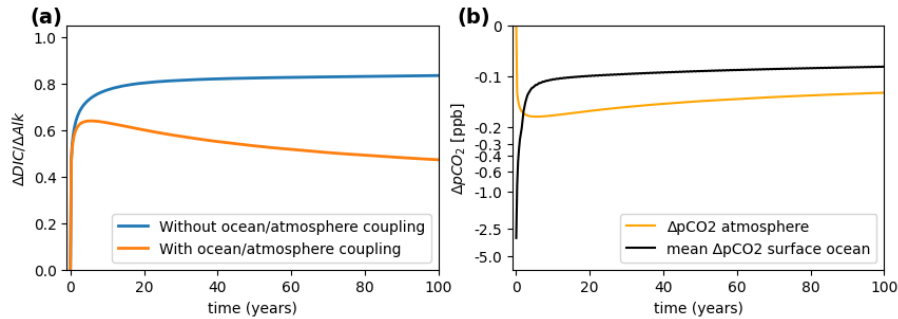 (a)
1.0
0.8
0.6
0.4
0.2
0.0
ΔDIC/ΔAlk
Without ocean/atmosphere coupling
With ocean/atmosphere coupling
0 20 40 60 80 100
time (years)
(b)
0
-0.1
-0.2
-0.3
-0.4
-0.6
-1.0
-2.5
-5.0
ΔpCO₂ [ppb]
ΔpCO2 atmosphere
mean ΔpCO2 surface ocean
0 20 40 60 80 100
time (years)